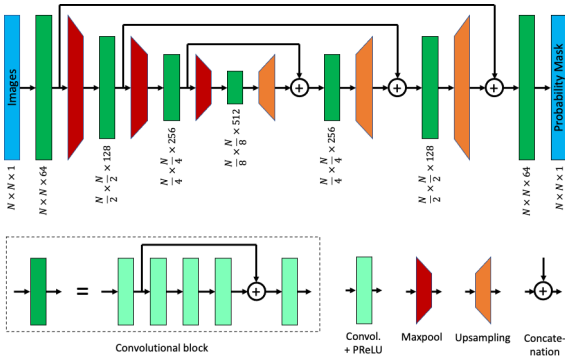 Images
N × N × 1
N × N × 64
N/2 × N/2 × 128
N/4 × N/4 × 256
N/8 × N/8 × 512
N/4 × N/4 × 256
N/2 × N/2 × 128
N × N × 64
Probability Mask
N × N × 1
=
Convolutional block
Convol.
+ PReLU
Maxpool
Upsampling
Concate-
nation